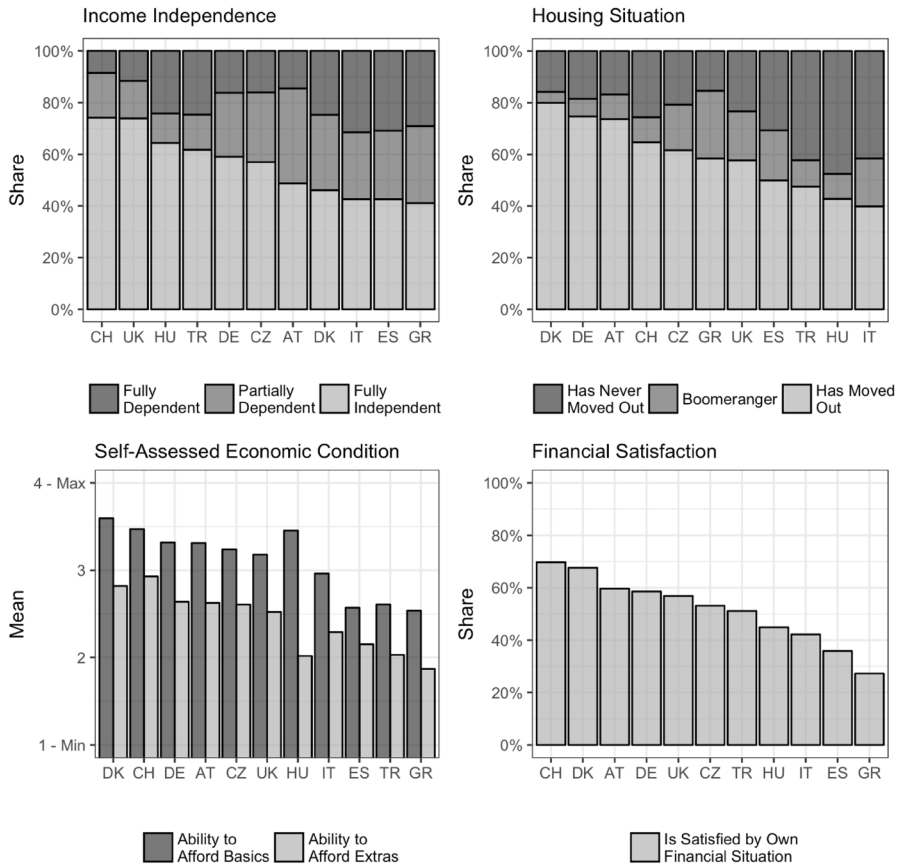 Income Independence
100%
80%
60%
40%
20%
0%
Share
CH UK HU TR DE CZ AT DK IT ES GR
Fully
Dependent
Partially
Dependent
Fully
Independent
Housing Situation
100%
80%
60%
40%
20%
0%
Share
DK DE AT CH CZ GR UK ES TR HU IT
Has Never
Moved Out
Boomeranger
Has Moved
Out
Self-Assessed Economic Condition
4 - Max
3
2
1 - Min
Mean
DK CH DE AT CZ UK HU IT ES TR GR
Ability to
Afford Basics
Ability to
Afford Extras
Financial Satisfaction
100%
80%
60%
40%
20%
0%
Share
CH DK AT DE UK CZ TR HU IT ES GR
Is Satisfied by Own
Financial Situation